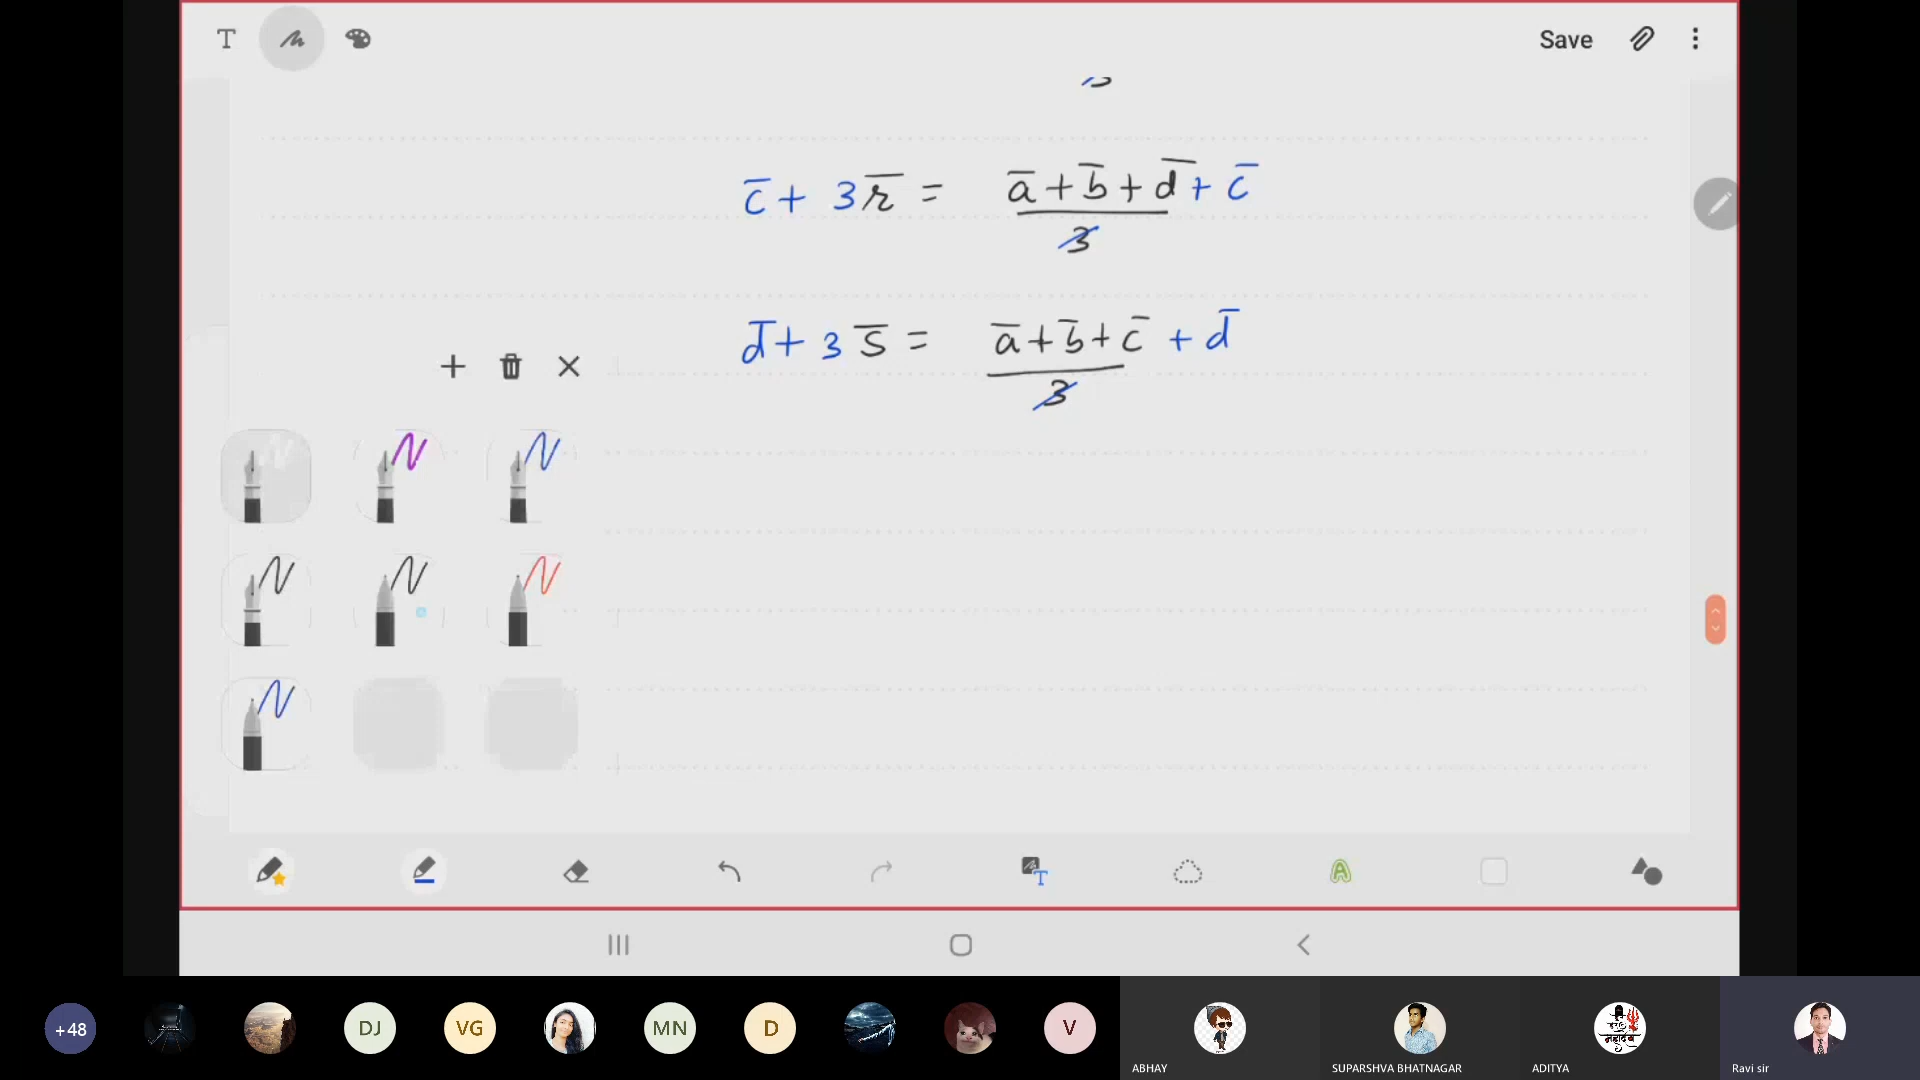 T Save
c̅ + 3r̅ = a̅ + b̅ + d̅ + c̅
3
d̅ + 3s̅ = a̅ + b̅ + c̅ + d̅
3
T
A
+48 DJ VG MN D V
ABHAY SUPARSHVA BHATNAGAR ADITYA Ravi sir